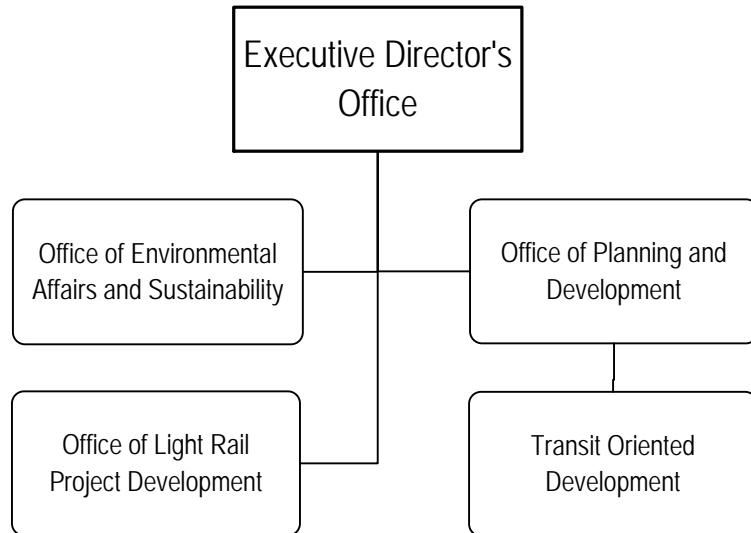 Executive Director's
Office
Office of Environmental
Affairs and Sustainability
Office of Planning and
Development
Office of Light Rail
Project Development
Transit Oriented
Development